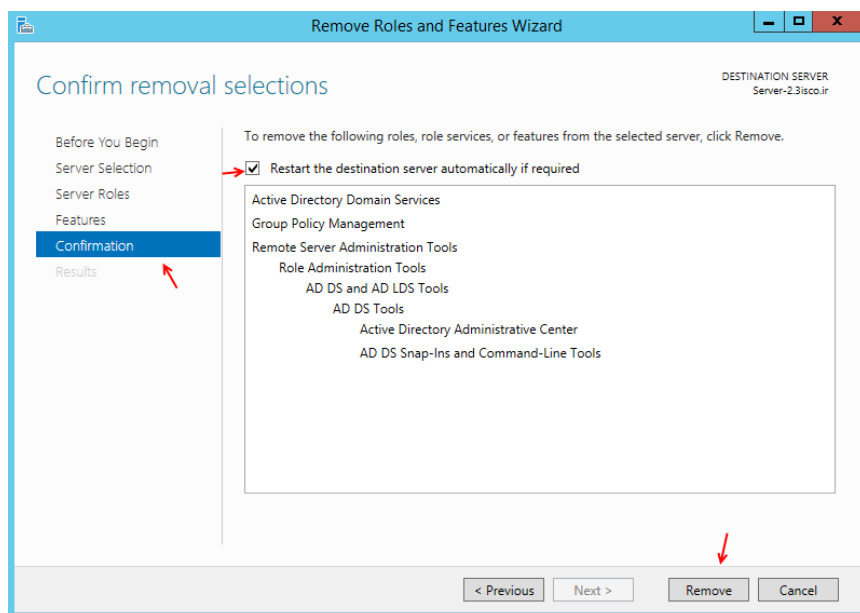 Remove Roles and Features Wizard
Confirm removal selections
DESTINATION SERVER
Server-2.3isco.ir
Before You Begin
Server Selection
Server Roles
Features
Confirmation
Results
To remove the following roles, role services, or features from the selected server, click Remove.
Restart the destination server automatically if required
Active Directory Domain Services
Group Policy Management
Remote Server Administration Tools
Role Administration Tools
AD DS and AD LDS Tools
AD DS Tools
Active Directory Administrative Center
AD DS Snap-Ins and Command-Line Tools
< Previous
Next >
Remove
Cancel